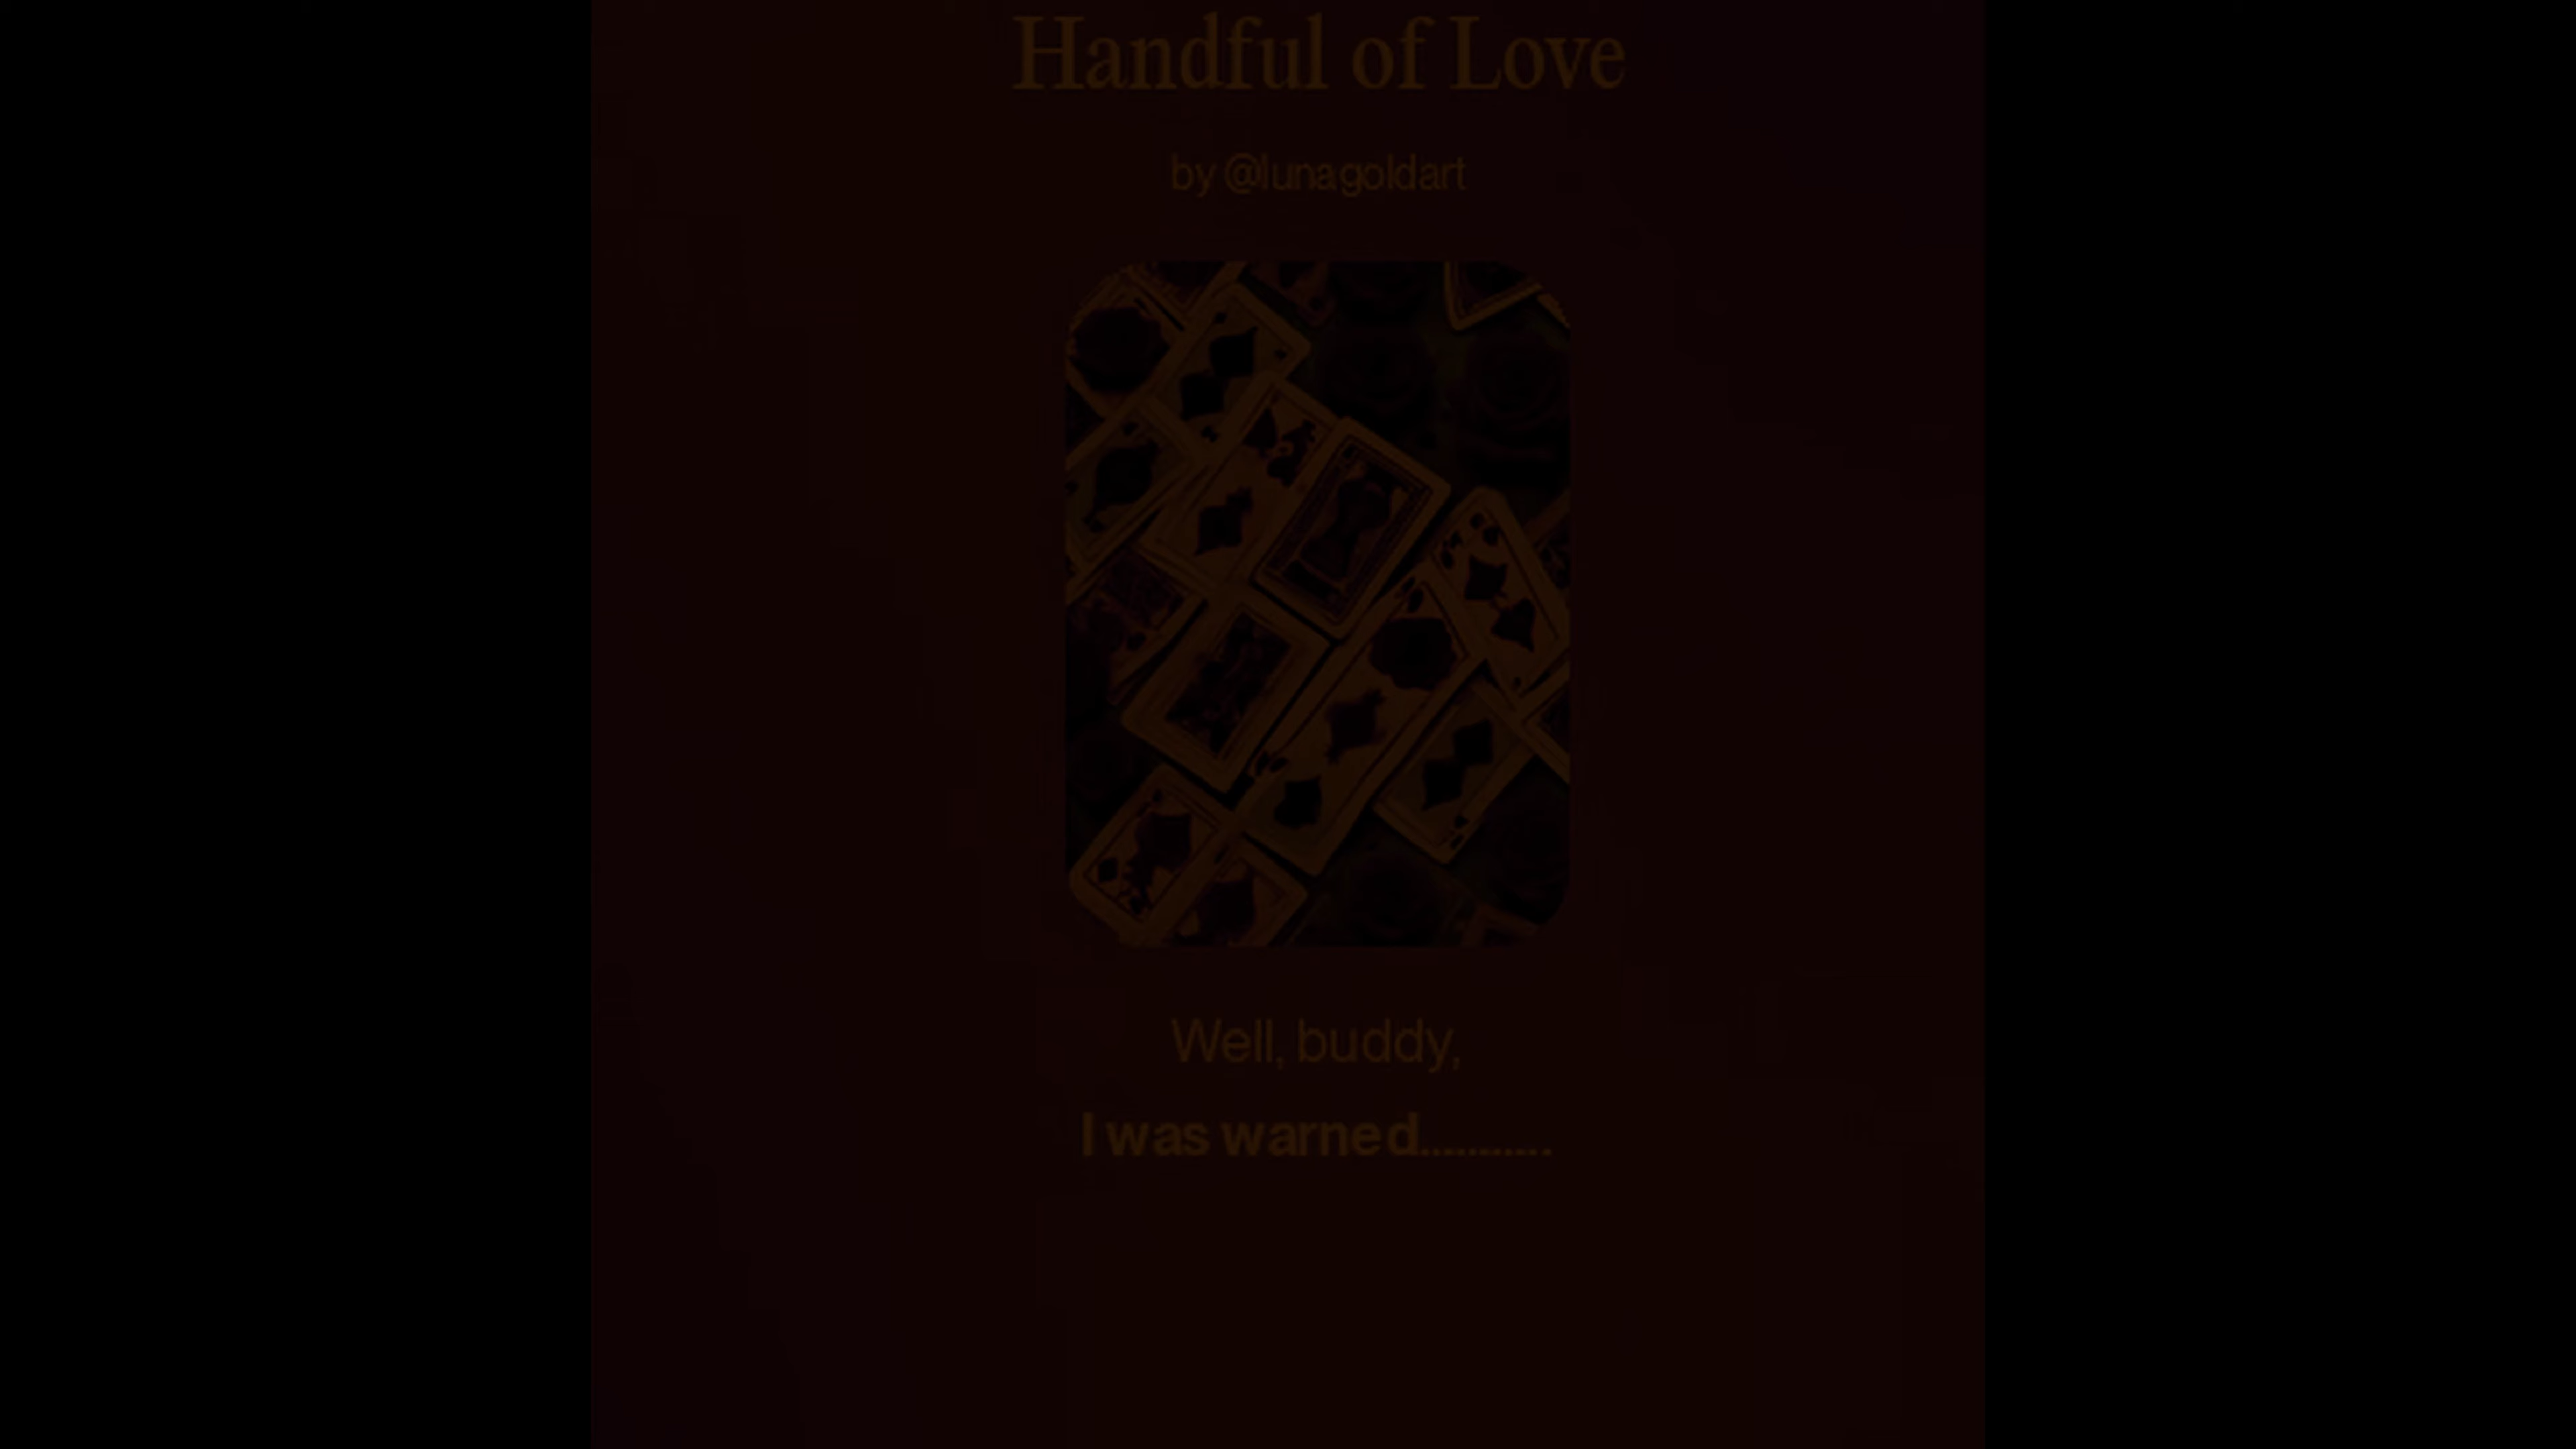 Handful of Love
by @lunagoldart
Well, buddy,
I was warned...........